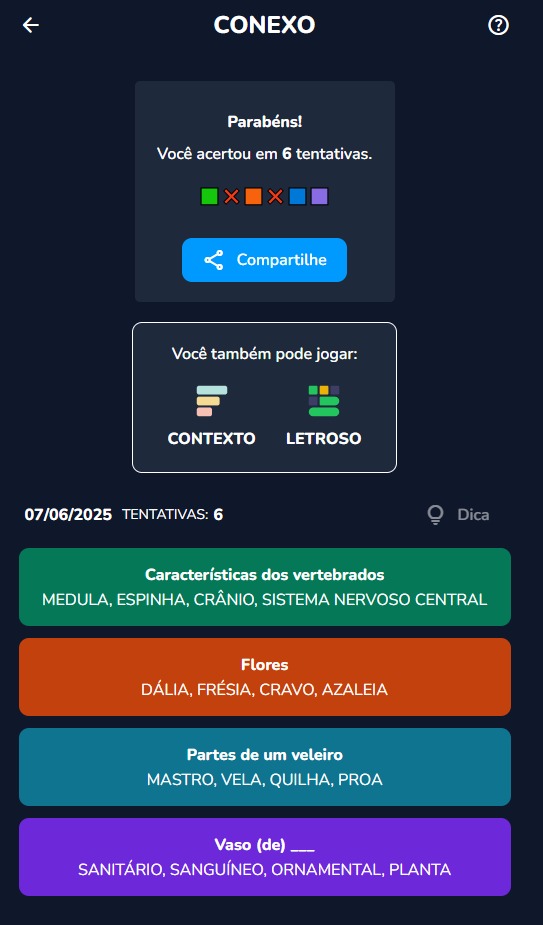 CONEXO
Parabéns!
Você acertou em 6 tentativas.
Compartilhe
Você também pode jogar:
CONTEXTO LETROSO
07/06/2025 TENTATIVAS: 6 Dica
Características dos vertebrados
MEDULA, ESPINHA, CRÂNIO, SISTEMA NERVOSO CENTRAL
Flores
DÁLIA, FRÉSIA, CRAVO, AZALEIA
Partes de um veleiro
MASTRO, VELA, QUILHA, PROA
Vaso (de) ___
SANITÁRIO, SANGUÍNEO, ORNAMENTAL, PLANTA